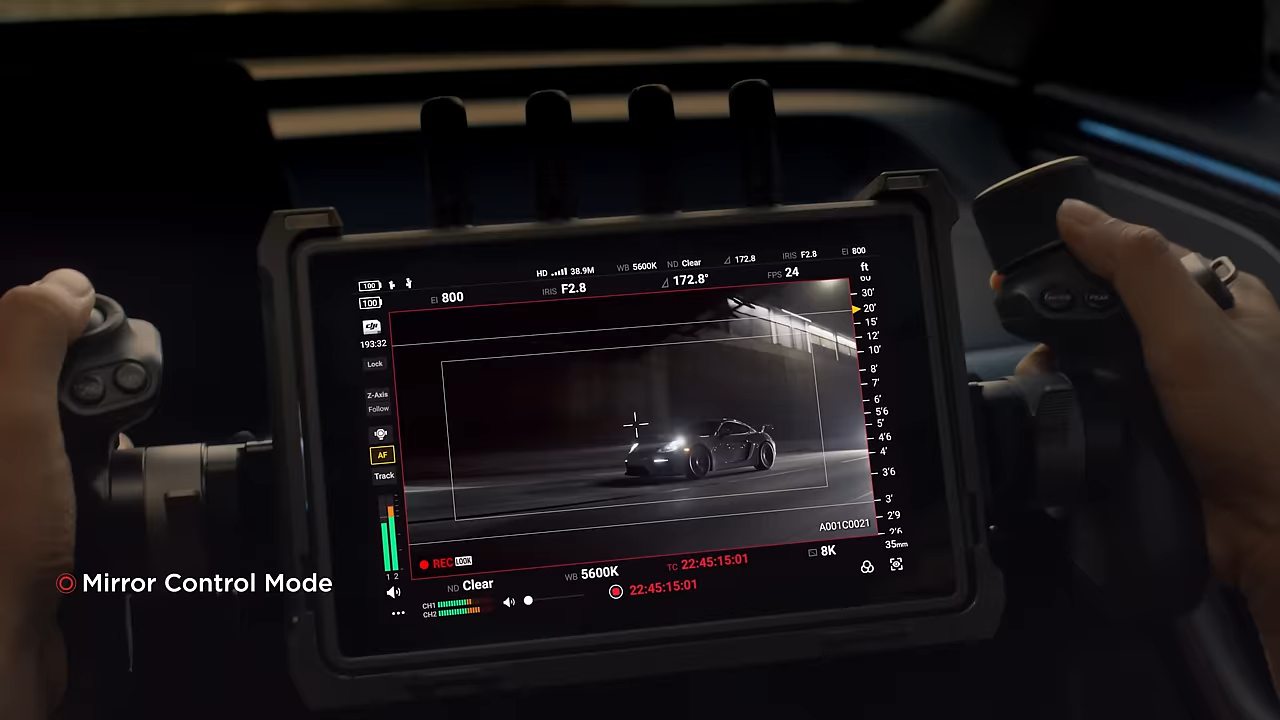 HD 38.9M WB 5600K ND Clear 172.8 IRIS F2.8 EI 800
100
100
EI 800 IRIS F2.8 172.8° FPS 24
ft
60
30'
20'
15'
12'
10'
8'
7'
6'
5'6
5'
4'6
4'
3'6
3'
2'9
2'6
35mm
dji
193:32
Lock
Z-Axis
Follow
AF
Track
1 2
A001C0021
REC LOOK
ND Clear WB 5600K TC 22:45:15:01 8K
CH1
CH2
22:45:15:01
Mirror Control Mode